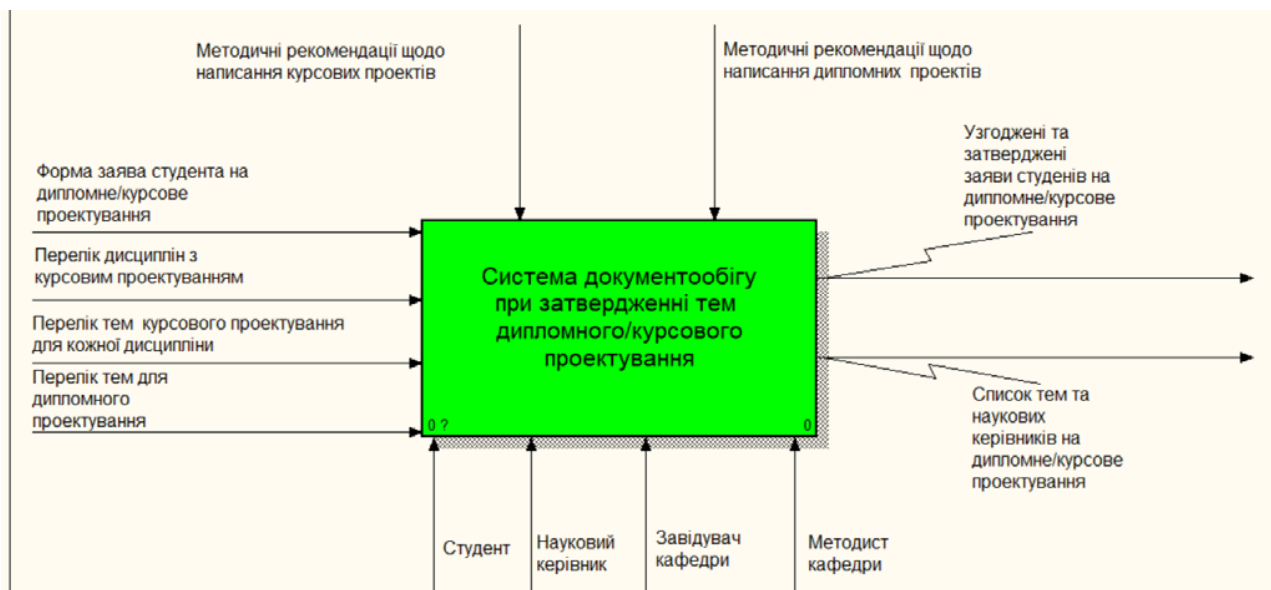 Методичні рекомендації щодо
написання курсових проектів
Методичні рекомендації щодо
написання дипломних проектів
Форма заява студента на
дипломне/курсове
проектування
Перелік дисциплін з
курсовим проектуванням
Перелік тем курсового проектування
для кожної дисципліни
Перелік тем для
дипломного
проектування
Система документообігу
при затвердженні тем
дипломного/курсового
проектування
0 ?
0
Узгоджені та
затверджені
заяви студенів на
дипломне/курсове
проектування
Список тем та
наукових
керівників на
дипломне/курсове
проектування
Студент
Науковий
керівник
Завідувач
кафедри
Методист
кафедри